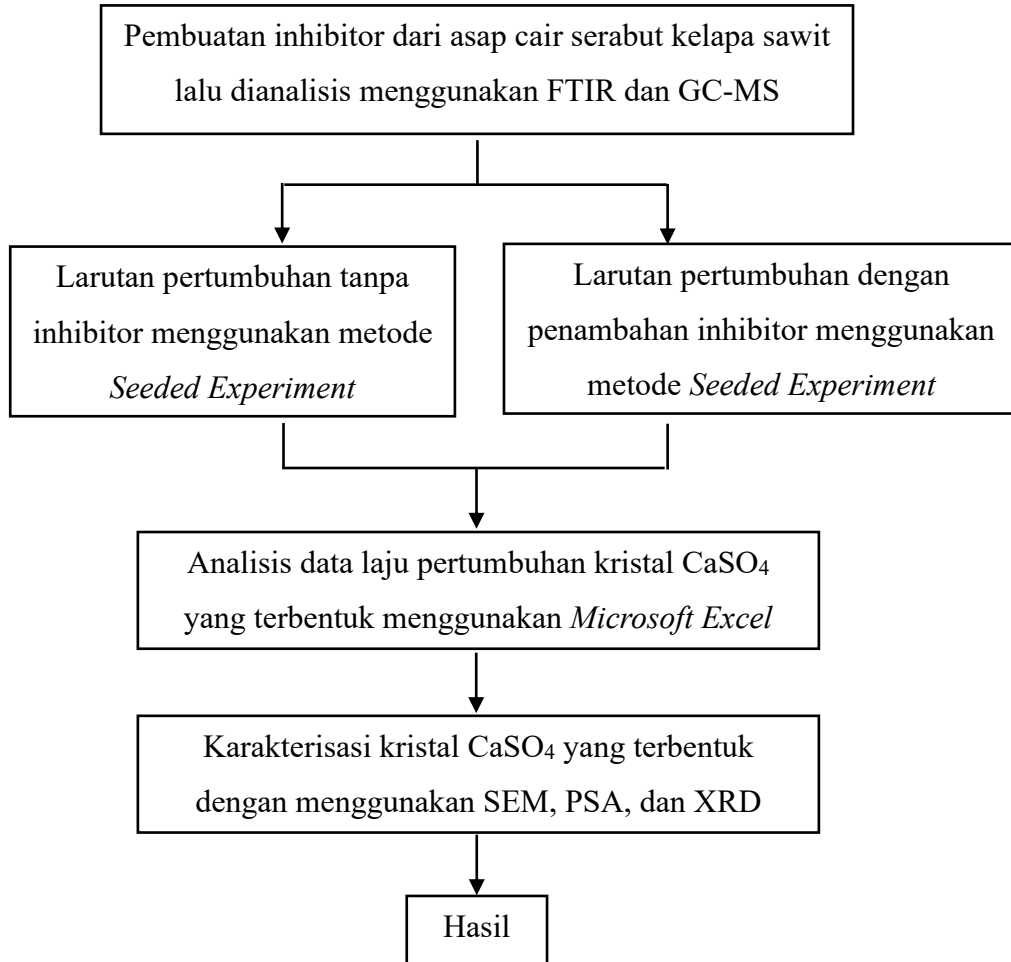 Pembuatan inhibitor dari asap cair serabut kelapa sawit
lalu dianalisis menggunakan FTIR dan GC-MS
Larutan pertumbuhan tanpa
inhibitor menggunakan metode
Seeded Experiment
Larutan pertumbuhan dengan
penambahan inhibitor menggunakan
metode Seeded Experiment
Analisis data laju pertumbuhan kristal CaSO₄
yang terbentuk menggunakan Microsoft Excel
Karakterisasi kristal CaSO₄ yang terbentuk
dengan menggunakan SEM, PSA, dan XRD
Hasil